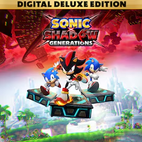 DIGITAL DELUXE EDITION
SONIC
X
SHADOW
GENERATIONS